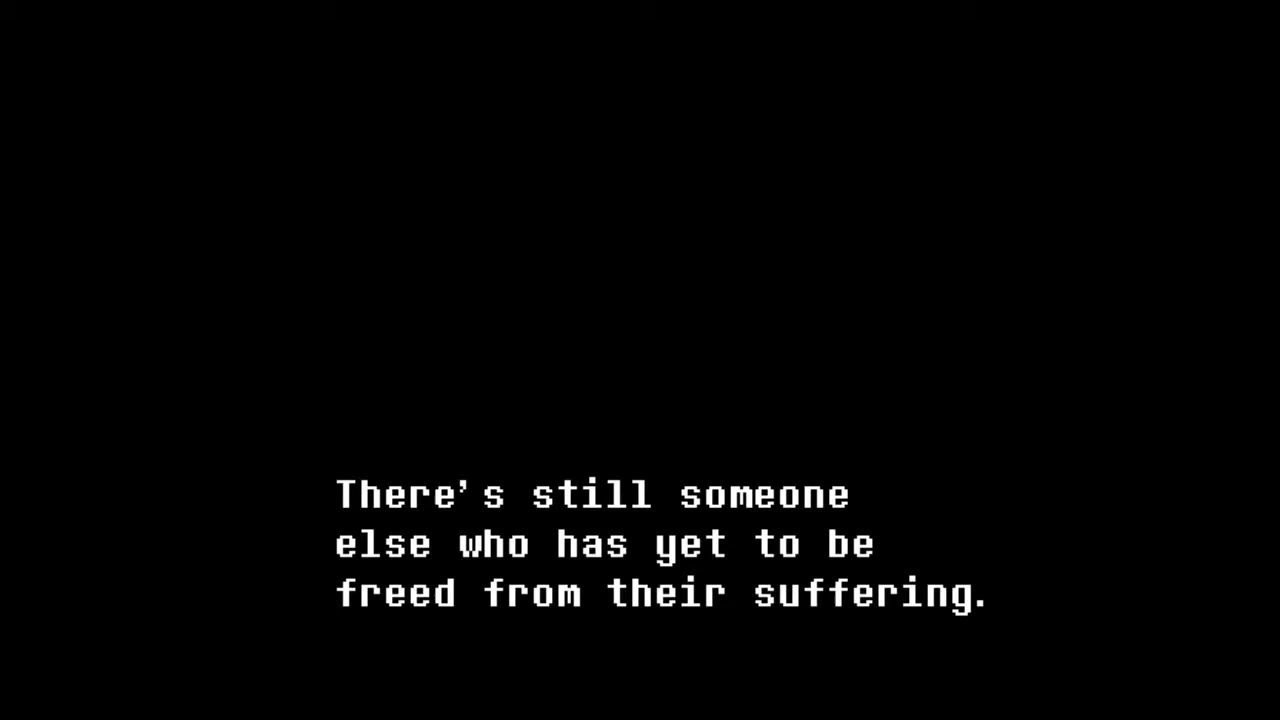 There's still someone
else who has yet to be
freed from their suffering.